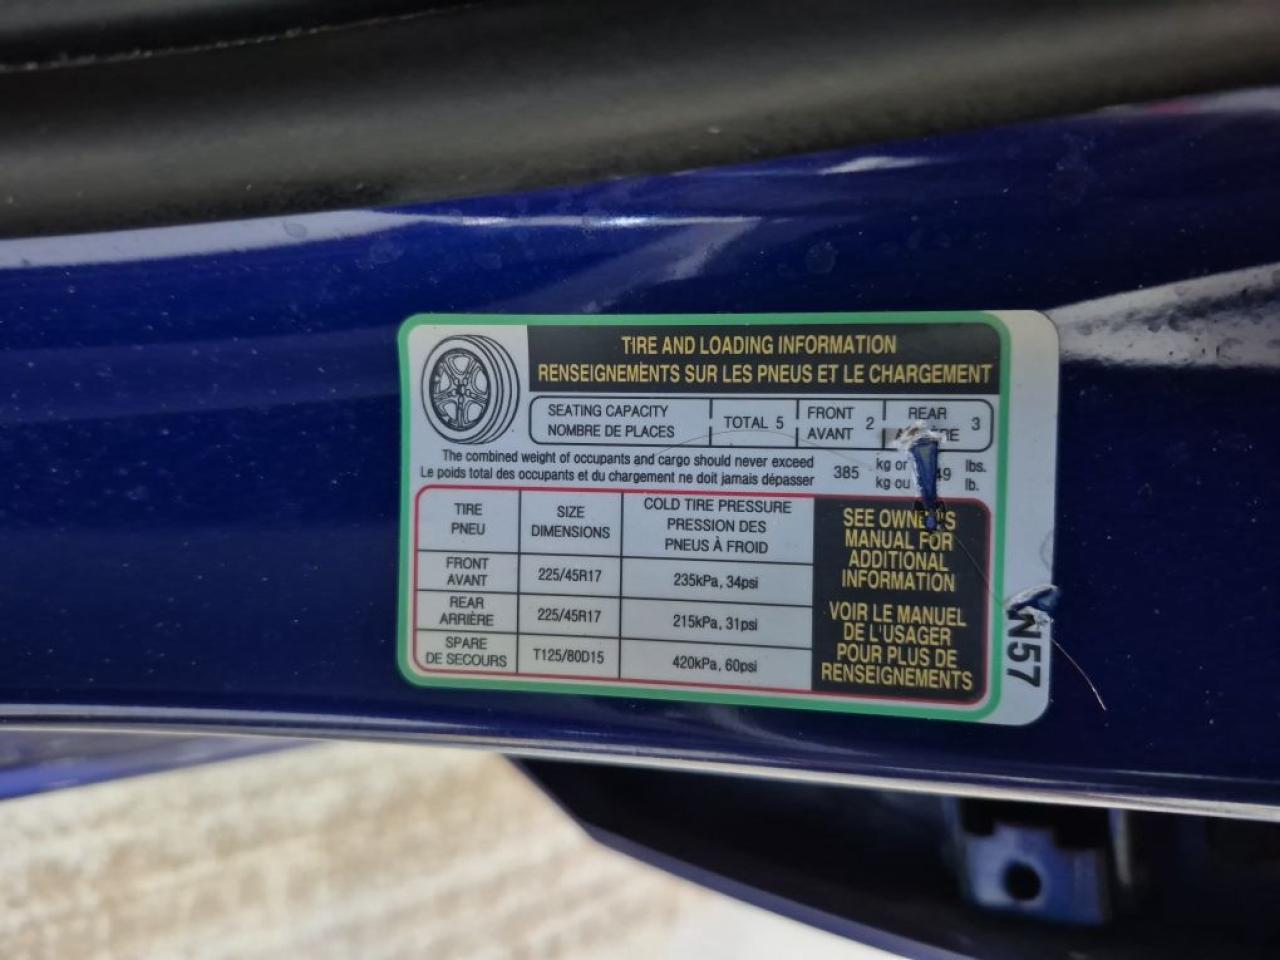 TIRE AND LOADING INFORMATION
RENSEIGNEMENTS SUR LES PNEUS ET LE CHARGEMENT
SEATING CAPACITY
NOMBRE DE PLACES
TOTAL 5
FRONT
AVANT
2
REAR
3
The combined weight of occupants and cargo should never exceed
Le poids total des occupants et du chargement ne doit jamais dépasser
385
kg or
kg ou
lbs.
lb.
TIRE
PNEU
SIZE
DIMENSIONS
COLD TIRE PRESSURE
PRESSION DES
PNEUS À FROID
FRONT
AVANT
225/45R17
235kPa, 34psi
REAR
ARRIÈRE
225/45R17
215kPa, 31psi
SPARE
DE SECOURS
T125/80D15
420kPa, 60psi
SEE OWNER'S
MANUAL FOR
ADDITIONAL
INFORMATION
VOIR LE MANUEL
DE L'USAGER
POUR PLUS DE
RENSEIGNEMENTS
N57